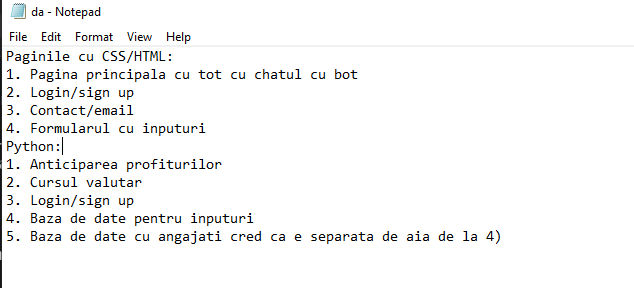 da - Notepad
File Edit Format View Help
Paginile cu CSS/HTML:
1. Pagina principala cu tot cu chatul cu bot
2. Login/sign up
3. Contact/email
4. Formularul cu inputuri
Python:
1. Anticiparea profiturilor
2. Cursul valutar
3. Login/sign up
4. Baza de date pentru inputuri
5. Baza de date cu angajati cred ca e separata de aia de la 4)